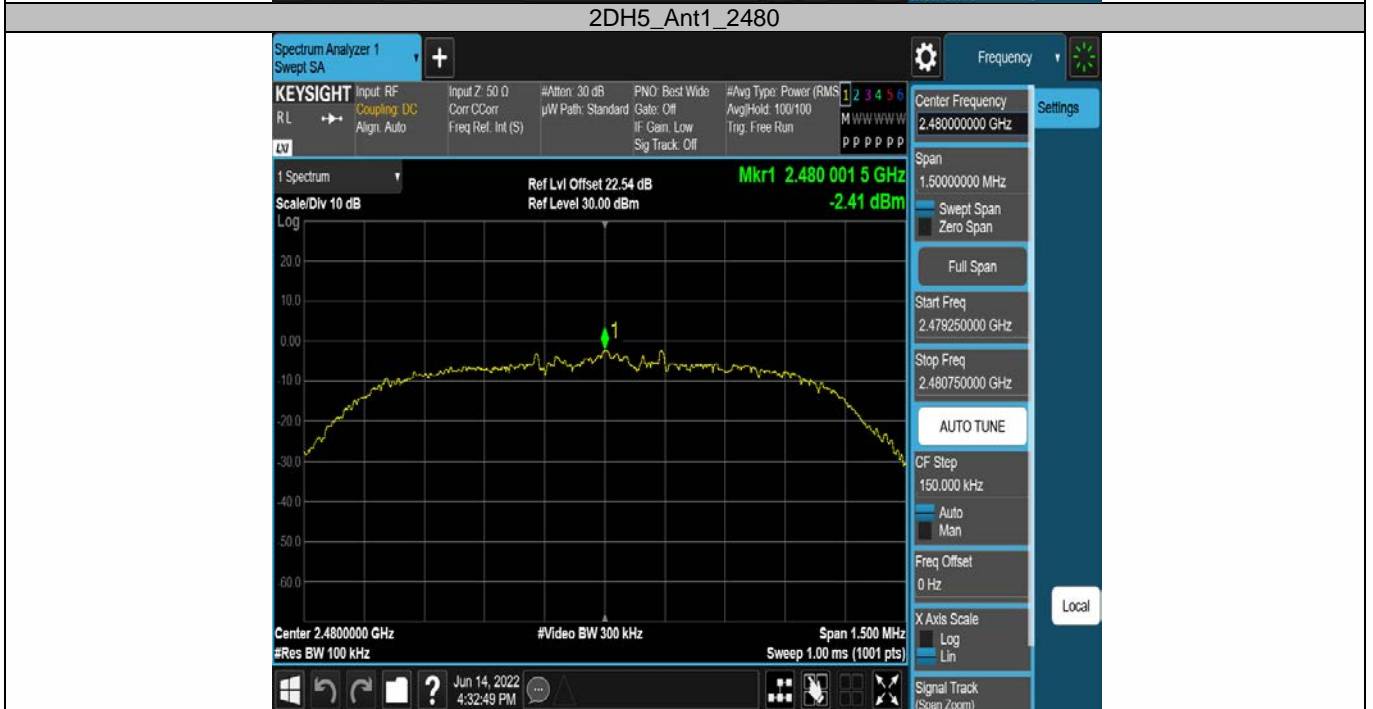 2DH5_Ant1_2480
Spectrum Analyzer 1
Swept SA
+
Frequency
KEYSIGHT
RL
LXI
Input: RF
Coupling: DC
Align: Auto
Input Z: 50 Ω
Corr CCorr
Freq Ref: Int (S)
#Atten: 30 dB
µW Path: Standard
PNO: Best Wide
Gate: Off
IF Gain: Low
Sig Track: Off
#Avg Type: Power (RMS
Avg|Hold: 100/100
Trig: Free Run
1 2 3 4 5 6
M W W W W W
P P P P P P
1 Spectrum
Scale/Div 10 dB
Ref Lvl Offset 22.54 dB
Ref Level 30.00 dBm
Mkr1 2.480 001 5 GHz
-2.41 dBm
Log
20.0
10.0
0.00
-10.0
-20.0
-30.0
-40.0
-50.0
-60.0
1
Center 2.4800000 GHz
#Res BW 100 kHz
#Video BW 300 kHz
Span 1.500 MHz
Sweep 1.00 ms (1001 pts)
?
Jun 14, 2022
4:32:49 PM
Center Frequency
2.480000000 GHz
Settings
Span
1.50000000 MHz
Swept Span
Zero Span
Full Span
Start Freq
2.479250000 GHz
Stop Freq
2.480750000 GHz
AUTO TUNE
CF Step
150.000 kHz
Auto
Man
Freq Offset
0 Hz
Local
X Axis Scale
Log
Lin
Signal Track
(Span Zoom)